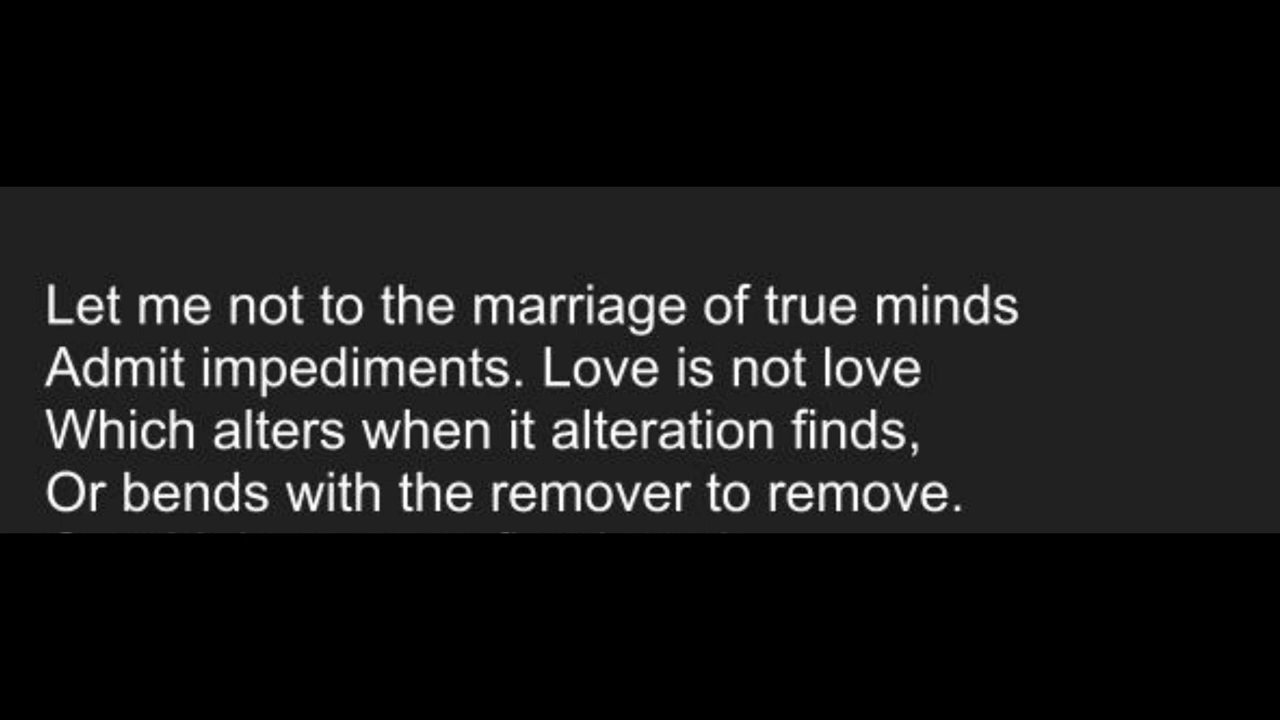 Let me not to the marriage of true minds
Admit impediments. Love is not love
Which alters when it alteration finds,
Or bends with the remover to remove.